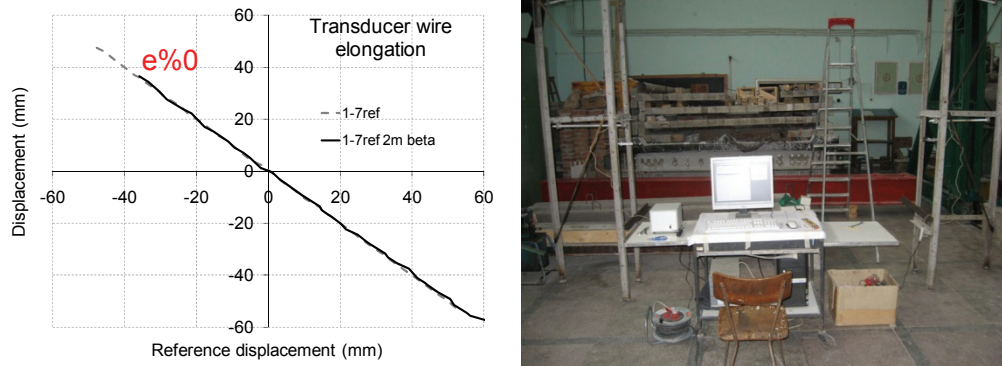 Transducer wire
elongation
e%0
1-7ref
1-7ref 2m beta
60
40
20
0
-20
-40
-60
-60
-40
-20
0
20
40
60
Displacement (mm)
Reference displacement (mm)